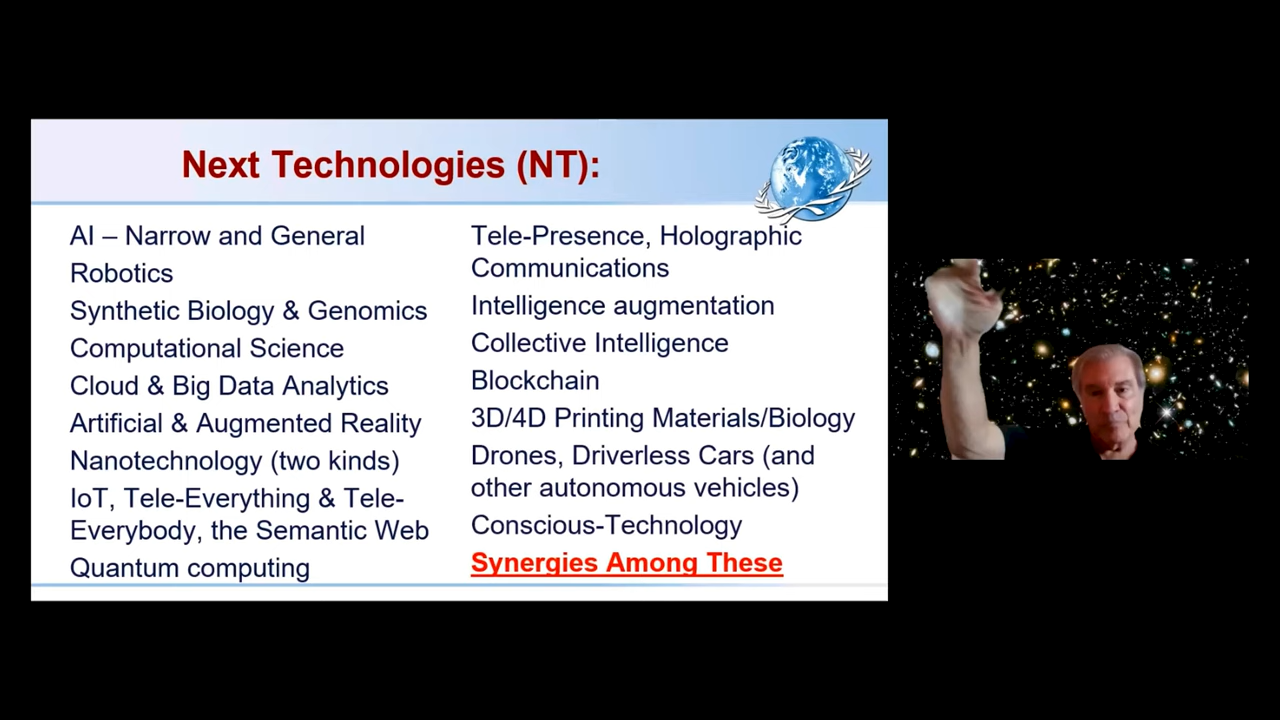 Next Technologies (NT):
AI – Narrow and General
Robotics
Synthetic Biology & Genomics
Computational Science
Cloud & Big Data Analytics
Artificial & Augmented Reality
Nanotechnology (two kinds)
IoT, Tele-Everything & Tele-
Everybody, the Semantic Web
Quantum computing
Tele-Presence, Holographic
Communications
Intelligence augmentation
Collective Intelligence
Blockchain
3D/4D Printing Materials/Biology
Drones, Driverless Cars (and
other autonomous vehicles)
Conscious-Technology
Synergies Among These